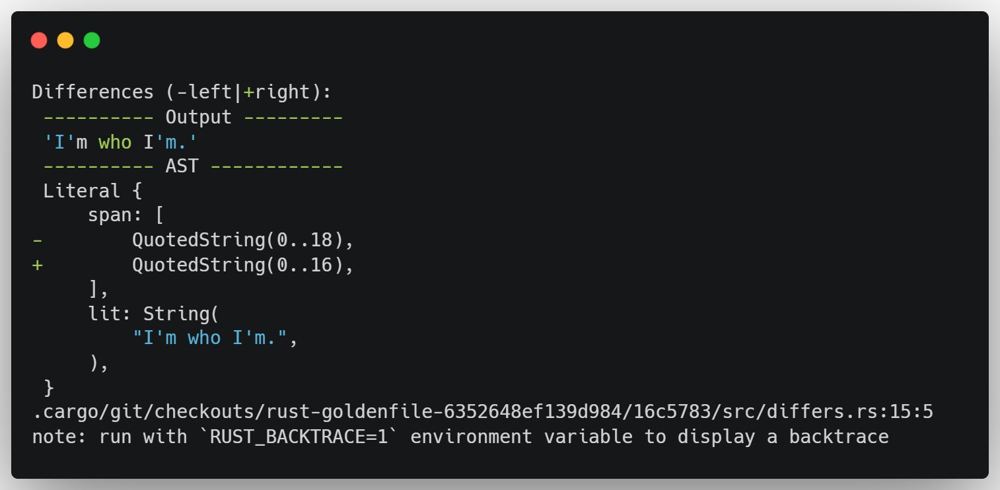 Differences (-left|+right):
 ---------- Output ---------
 'I'm who I'm.'
 ---------- AST ------------
 Literal {
     span: [
-        QuotedString(0..18),
+        QuotedString(0..16),
     ],
     lit: String(
         "I'm who I'm.",
     ),
 }
.cargo/git/checkouts/rust-goldenfile-6352648ef139d984/16c5783/src/differs.rs:15:5
note: run with `RUST_BACKTRACE=1` environment variable to display a backtrace